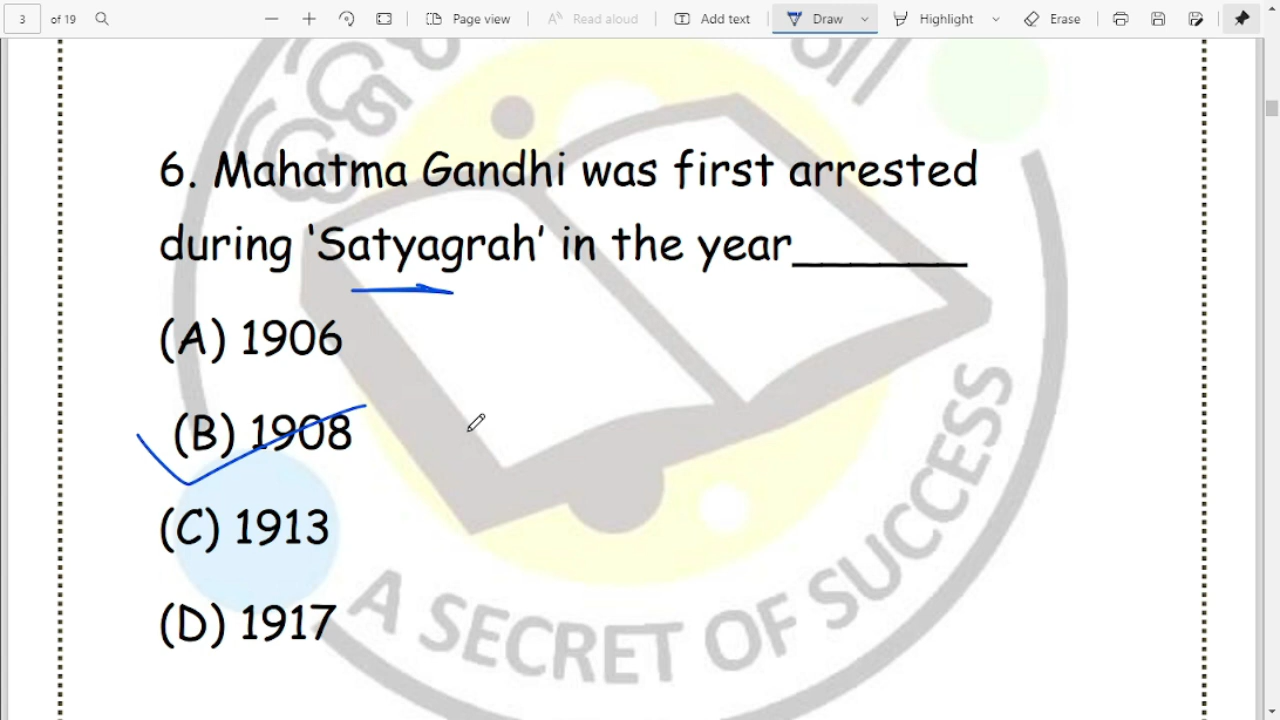 3 of 19 Page view Read aloud Add text Draw Highlight Erase
6. Mahatma Gandhi was first arrested
during ‘Satyagrah’ in the year______
(A) 1906
(B) 1908
(C) 1913
(D) 1917
A SECRET OF SUCCESS